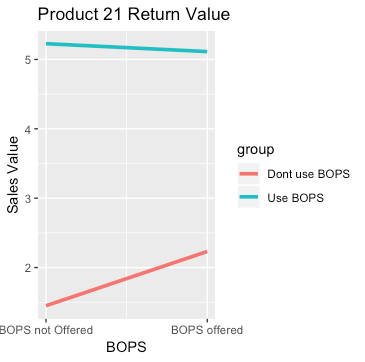 Product 21 Return Value
5
4
3
2
Sales Value
BOPS not Offered
BOPS offered
BOPS
group
Dont use BOPS
Use BOPS